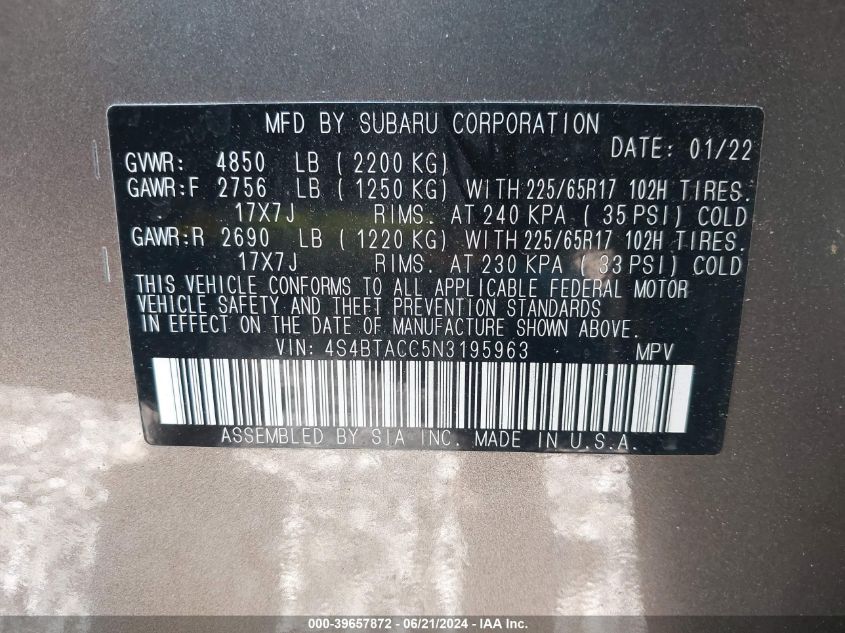 MFD BY SUBARU CORPORATION
DATE: 01/22
GVWR: 4850 LB ( 2200 KG)
GAWR:F 2756 LB ( 1250 KG) WITH 225/65R17 102H TIRES.
17X7J RIMS. AT 240 KPA ( 35 PSI) COLD
GAWR:R 2690 LB ( 1220 KG) WITH 225/65R17 102H TIRES.
17X7J RIMS. AT 230 KPA ( 33 PSI) COLD
THIS VEHICLE CONFORMS TO ALL APPLICABLE FEDERAL MOTOR
VEHICLE SAFETY AND THEFT PREVENTION STANDARDS
IN EFFECT ON THE DATE OF MANUFACTURE SHOWN ABOVE.
VIN: 4S4BTACC5N3195963 MPV
ASSEMBLED BY SIA INC. MADE IN U.S.A.
000-39657872 - 06/21/2024 - IAA Inc.